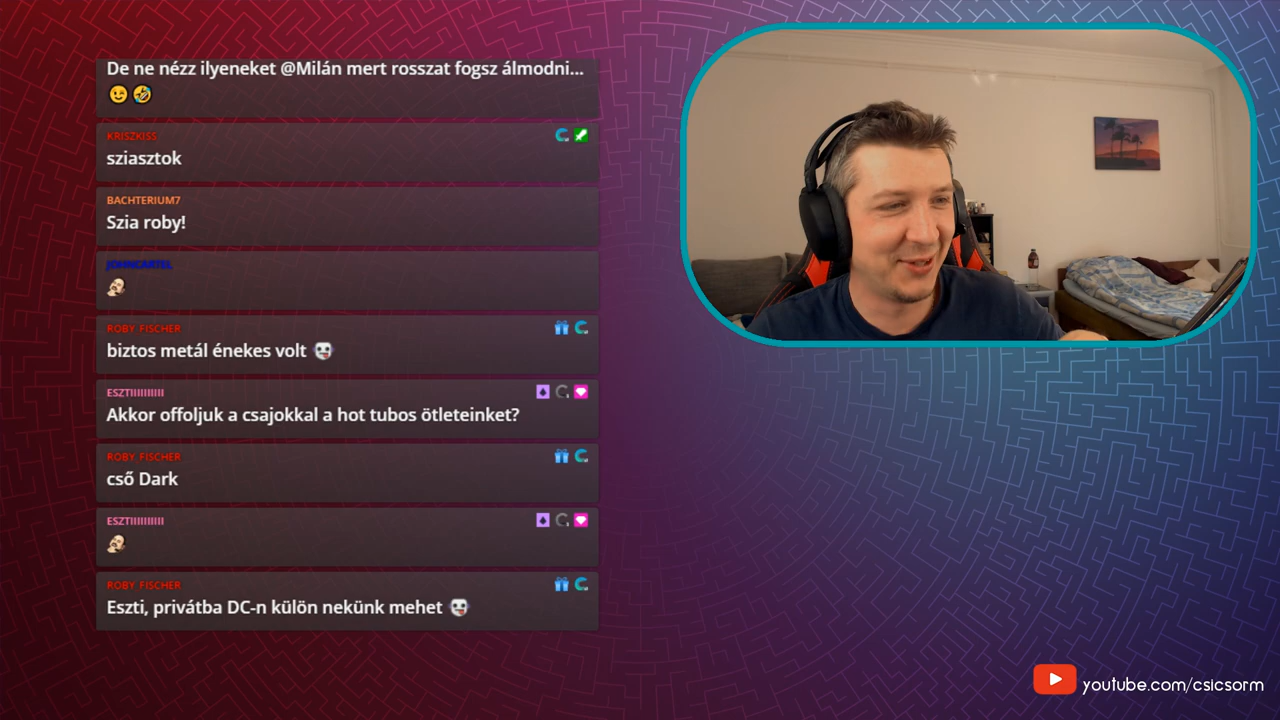 De ne nézz ilyeneket @Milán mert rosszat fogsz álmodni...
😉 🤣
KRISZKISS
sziasztok
BACHTERIUM7
Szia roby!
JOHNCARTEL
ROBY FISCHER
biztos metál énekes volt
ESZTIIIIIIIIII
Akkor offoljuk a csajokkal a hot tubos ötleteinket?
ROBY FISCHER
cső Dark
ESZTIIIIIIIIII
ROBY FISCHER
Eszti, privátba DC-n külön nekünk mehet
youtube.com/csicsorm